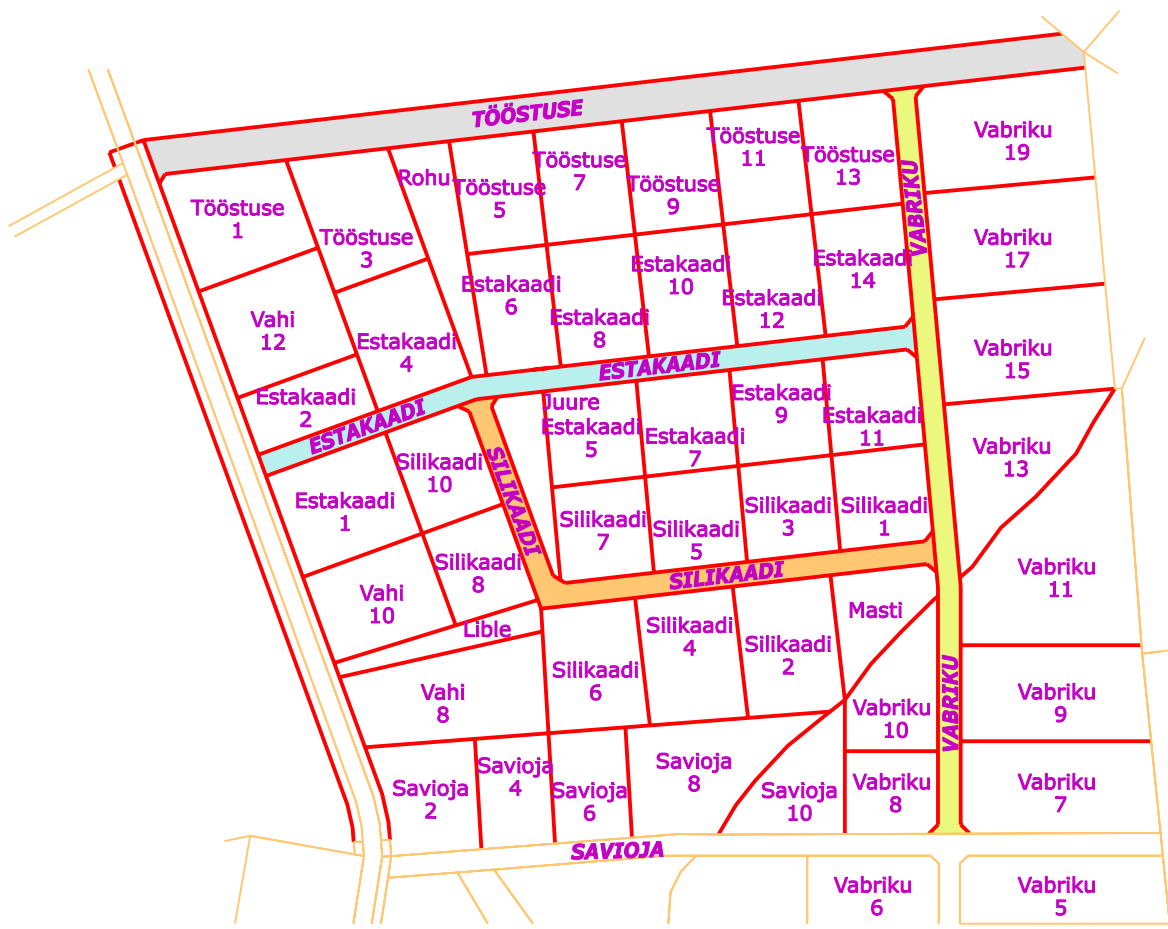 TÖÖSTUSE
Vabriku
19
Tööstuse
11
Tööstuse
13
Tööstuse
7
Rohu
Tööstuse
5
Tööstuse
9
VABRIKU
Tööstuse
1
Tööstuse
3
Vabriku
17
Estakaadi
14
Estakaadi
10
Estakaadi
6
Estakaadi
12
Estakaadi
8
Vahi
12
Estakaadi
4
Vabriku
15
ESTAKAADI
Estakaadi
2
ESTAKAADI
Juure
Estakaadi
5
Estakaadi
9
Estakaadi
11
Estakaadi
7
Vabriku
13
Silikaadi
10
SILIKAADI
Estakaadi
1
Silikaadi
7
Silikaadi
5
Silikaadi
3
Silikaadi
1
Silikaadi
8
SILIKAADI
Vabriku
11
Vahi
10
Masti
Lible
Silikaadi
4
Silikaadi
2
Silikaadi
6
Vahi
8
VABRIKU
Vabriku
10
Vabriku
9
Savioja
2
Savioja
4
Savioja
6
Savioja
8
Savioja
10
Vabriku
8
Vabriku
7
SAVIOJA
Vabriku
6
Vabriku
5